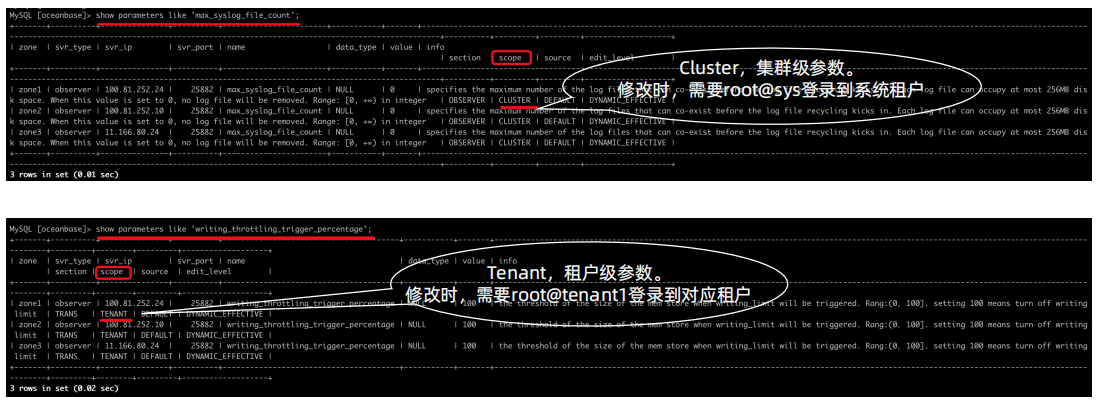 MySQL [oceanbase]> show parameters like 'max_syslog_file_count';
| zone | svr_type | svr_ip | svr_port | name | data_type | value | info
| section | scope | source | edit_level
Cluster，集群级参数。
修改时，需要root@sys登录到系统租户
| zone1 | observer | 100.81.252.24 | 25882 | max_syslog_file_count | NULL | 0 | specifies the maximum number of the log files that can co-exist before the log file recycling kicks in. Each log file can occupy at most 256MB dis
k space. When this value is set to 0, no log file will be removed. Range: [0, +∞) in integer | OBSERVER | CLUSTER | DEFAULT | DYNAMIC_EFFECTIVE |
| zone2 | observer | 100.81.252.10 | 25882 | max_syslog_file_count | NULL | 0 | specifies the maximum number of the log files that can co-exist before the log file recycling kicks in. Each log file can occupy at most 256MB dis
k space. When this value is set to 0, no log file will be removed. Range: [0, +∞) in integer | OBSERVER | CLUSTER | DEFAULT | DYNAMIC_EFFECTIVE |
| zone3 | observer | 11.166.80.24 | 25882 | max_syslog_file_count | NULL | 0 | specifies the maximum number of the log files that can co-exist before the log file recycling kicks in. Each log file can occupy at most 256MB dis
k space. When this value is set to 0, no log file will be removed. Range: [0, +∞) in integer | OBSERVER | CLUSTER | DEFAULT | DYNAMIC_EFFECTIVE |
3 rows in set (0.01 sec)
MySQL [oceanbase]> show parameters like 'writing_throttling_trigger_percentage';
| zone | svr_type | svr_ip | svr_port | name | data_type | value | info
| section | scope | source | edit_level |
Tenant，租户级参数。
修改时，需要root@tenant1登录到对应租户
| zone1 | observer | 100.81.252.24 | 25882 | writing_throttling_trigger_percentage | NULL | 100 | the threshold of the size of the mem store when writing_limit will be triggered. Rang:(0, 100]. setting 100 means turn off writing
limit | TRANS | TENANT | DEFAULT | DYNAMIC_EFFECTIVE |
| zone2 | observer | 100.81.252.10 | 25882 | writing_throttling_trigger_percentage | NULL | 100 | the threshold of the size of the mem store when writing_limit will be triggered. Rang:(0, 100]. setting 100 means turn off writing
limit | TRANS | TENANT | DEFAULT | DYNAMIC_EFFECTIVE |
| zone3 | observer | 11.166.80.24 | 25882 | writing_throttling_trigger_percentage | NULL | 100 | the threshold of the size of the mem store when writing_limit will be triggered. Rang:(0, 100]. setting 100 means turn off writing
limit | TRANS | TENANT | DEFAULT | DYNAMIC_EFFECTIVE |
3 rows in set (0.02 sec)